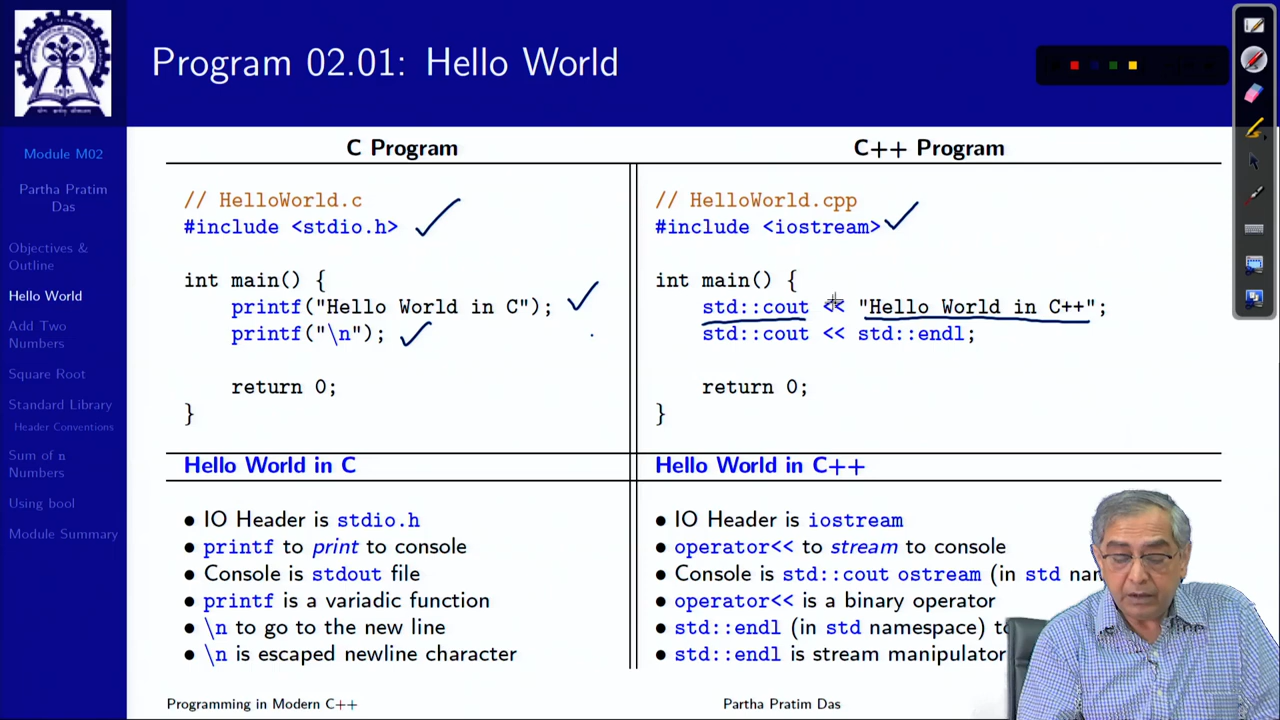 Program 02.01: Hello World
Module M02
Partha Pratim
Das
Objectives &
Outline
Hello World
Add Two
Numbers
Square Root
Standard Library
Header Conventions
Sum of n
Numbers
Using bool
Module Summary
C Program
// HelloWorld.c
#include <stdio.h>
int main() {
printf("Hello World in C");
printf("\n");
return 0;
}
Hello World in C
● IO Header is stdio.h
● printf to print to console
● Console is stdout file
● printf is a variadic function
● \n to go to the new line
● \n is escaped newline character
C++ Program
// HelloWorld.cpp
#include <iostream>
int main() {
std::cout << "Hello World in C++";
std::cout << std::endl;
return 0;
}
Hello World in C++
● IO Header is iostream
● operator<< to stream to console
● Console is std::cout ostream (in std
● operator<< is a binary operator
● std::endl (in std namespace)
● std::endl is stream manipulator
Programming in Modern C++
Partha Pratim Das